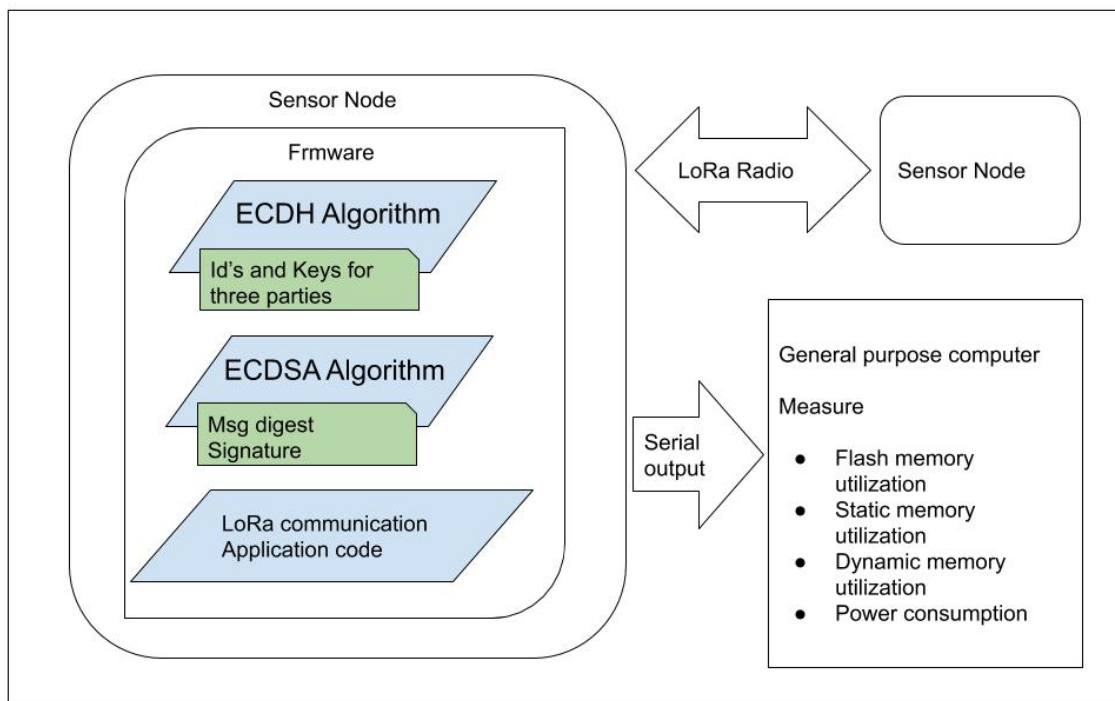 Sensor Node
Frmware
ECDH Algorithm
Id's and Keys for
three parties
ECDSA Algorithm
Msg digest
Signature
LoRa communication
Application code
LoRa Radio
Sensor Node
Serial
output
General purpose computer
Measure
● Flash memory
utilization
● Static memory
utilization
● Dynamic memory
utilization
● Power consumption